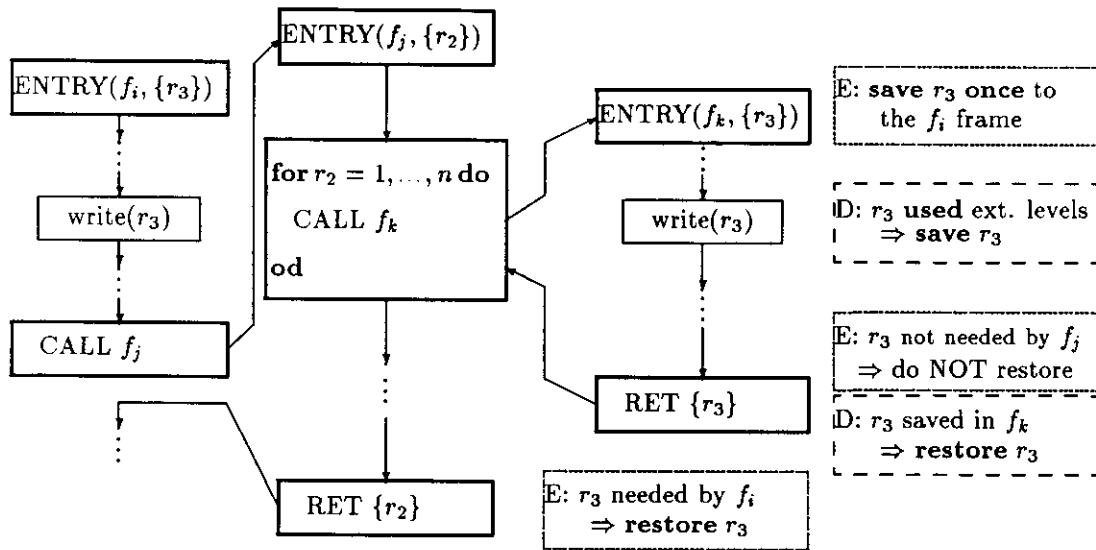 ENTRY(f_i, {r_3})
write(r_3)
CALL f_j
ENTRY(f_j, {r_2})
for r_2 = 1, ..., n do
CALL f_k
od
RET {r_2}
ENTRY(f_k, {r_3})
write(r_3)
RET {r_3}
E: save r_3 once to
the f_i frame
D: r_3 used ext. levels
⇒ save r_3
E: r_3 not needed by f_j
⇒ do NOT restore
D: r_3 saved in f_k
⇒ restore r_3
E: r_3 needed by f_i
⇒ restore r_3